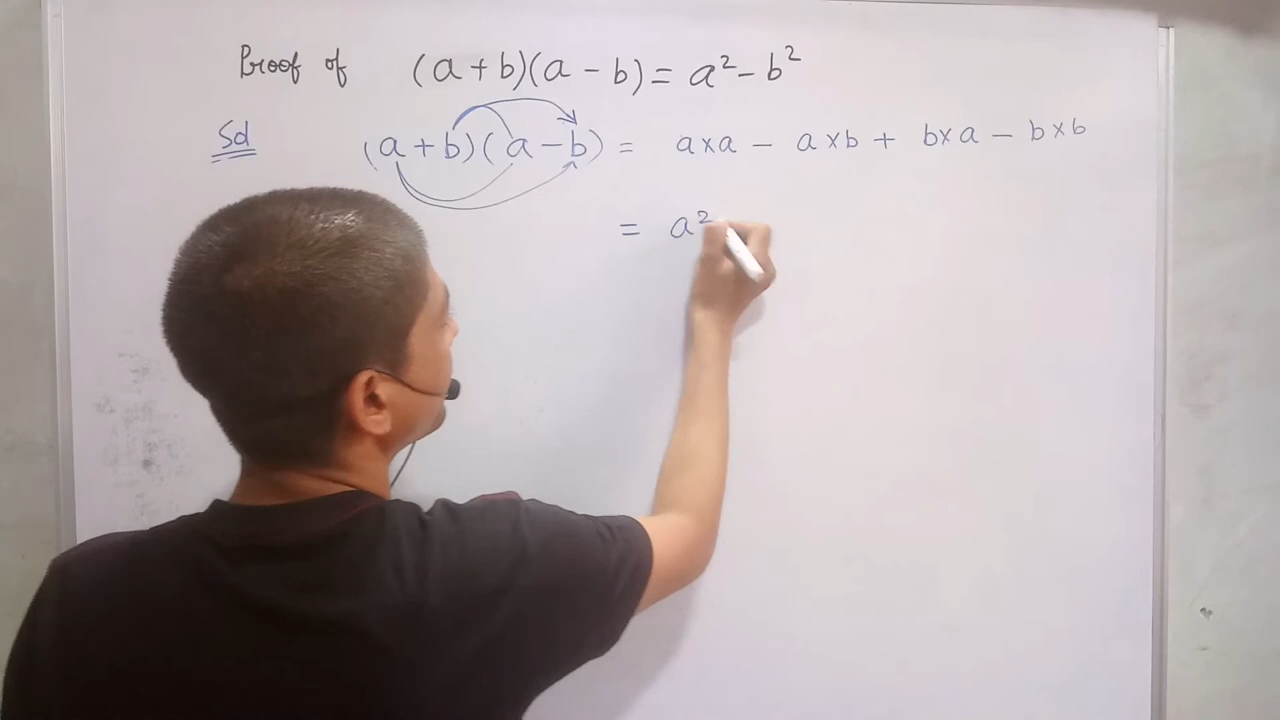 Proof of (a + b)(a - b) = a² - b²
Sol (a + b)(a - b) = a×a - a×b + b×a - b×b
= a²